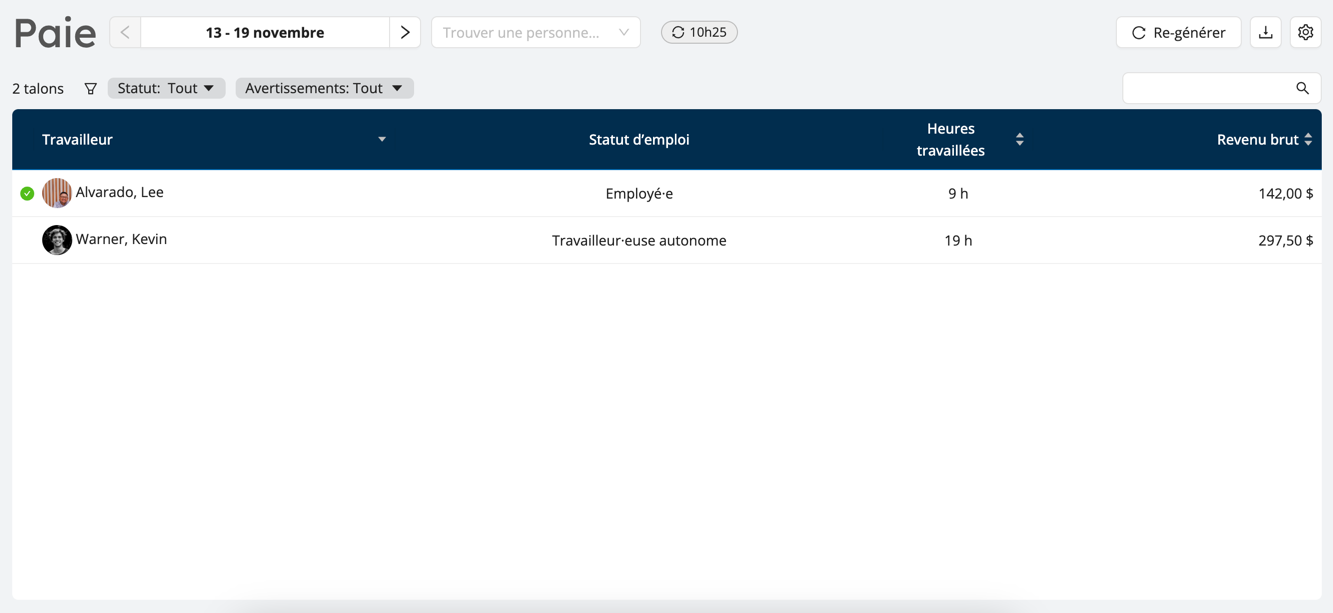 Paie
13 - 19 novembre
Trouver une personne...
10h25
Re-générer
2 talons
Statut: Tout
Avertissements: Tout
Travailleur
Statut d’emploi
Heures
travaillées
Revenu brut
Alvarado, Lee
Employé·e
9 h
142,00 $
Warner, Kevin
Travailleur·euse autonome
19 h
297,50 $